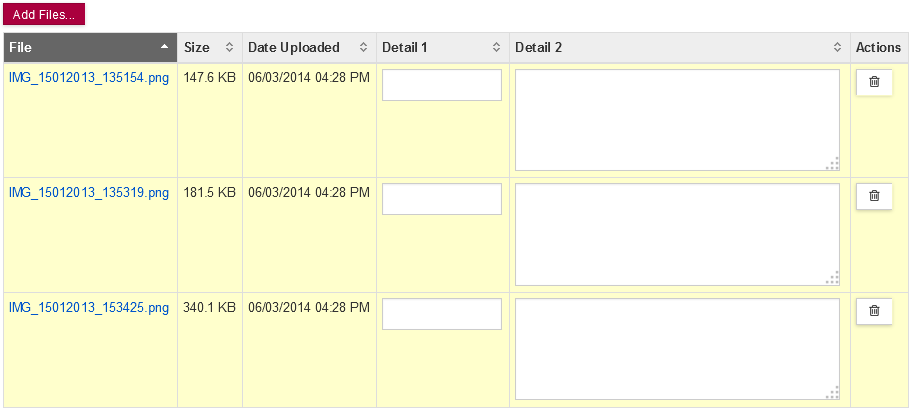 Add Files...
File Size Date Uploaded Detail 1 Detail 2 Actions
IMG_15012013_135154.png 147.6 KB 06/03/2014 04:28 PM
IMG_15012013_135319.png 181.5 KB 06/03/2014 04:28 PM
IMG_15012013_153425.png 340.1 KB 06/03/2014 04:28 PM